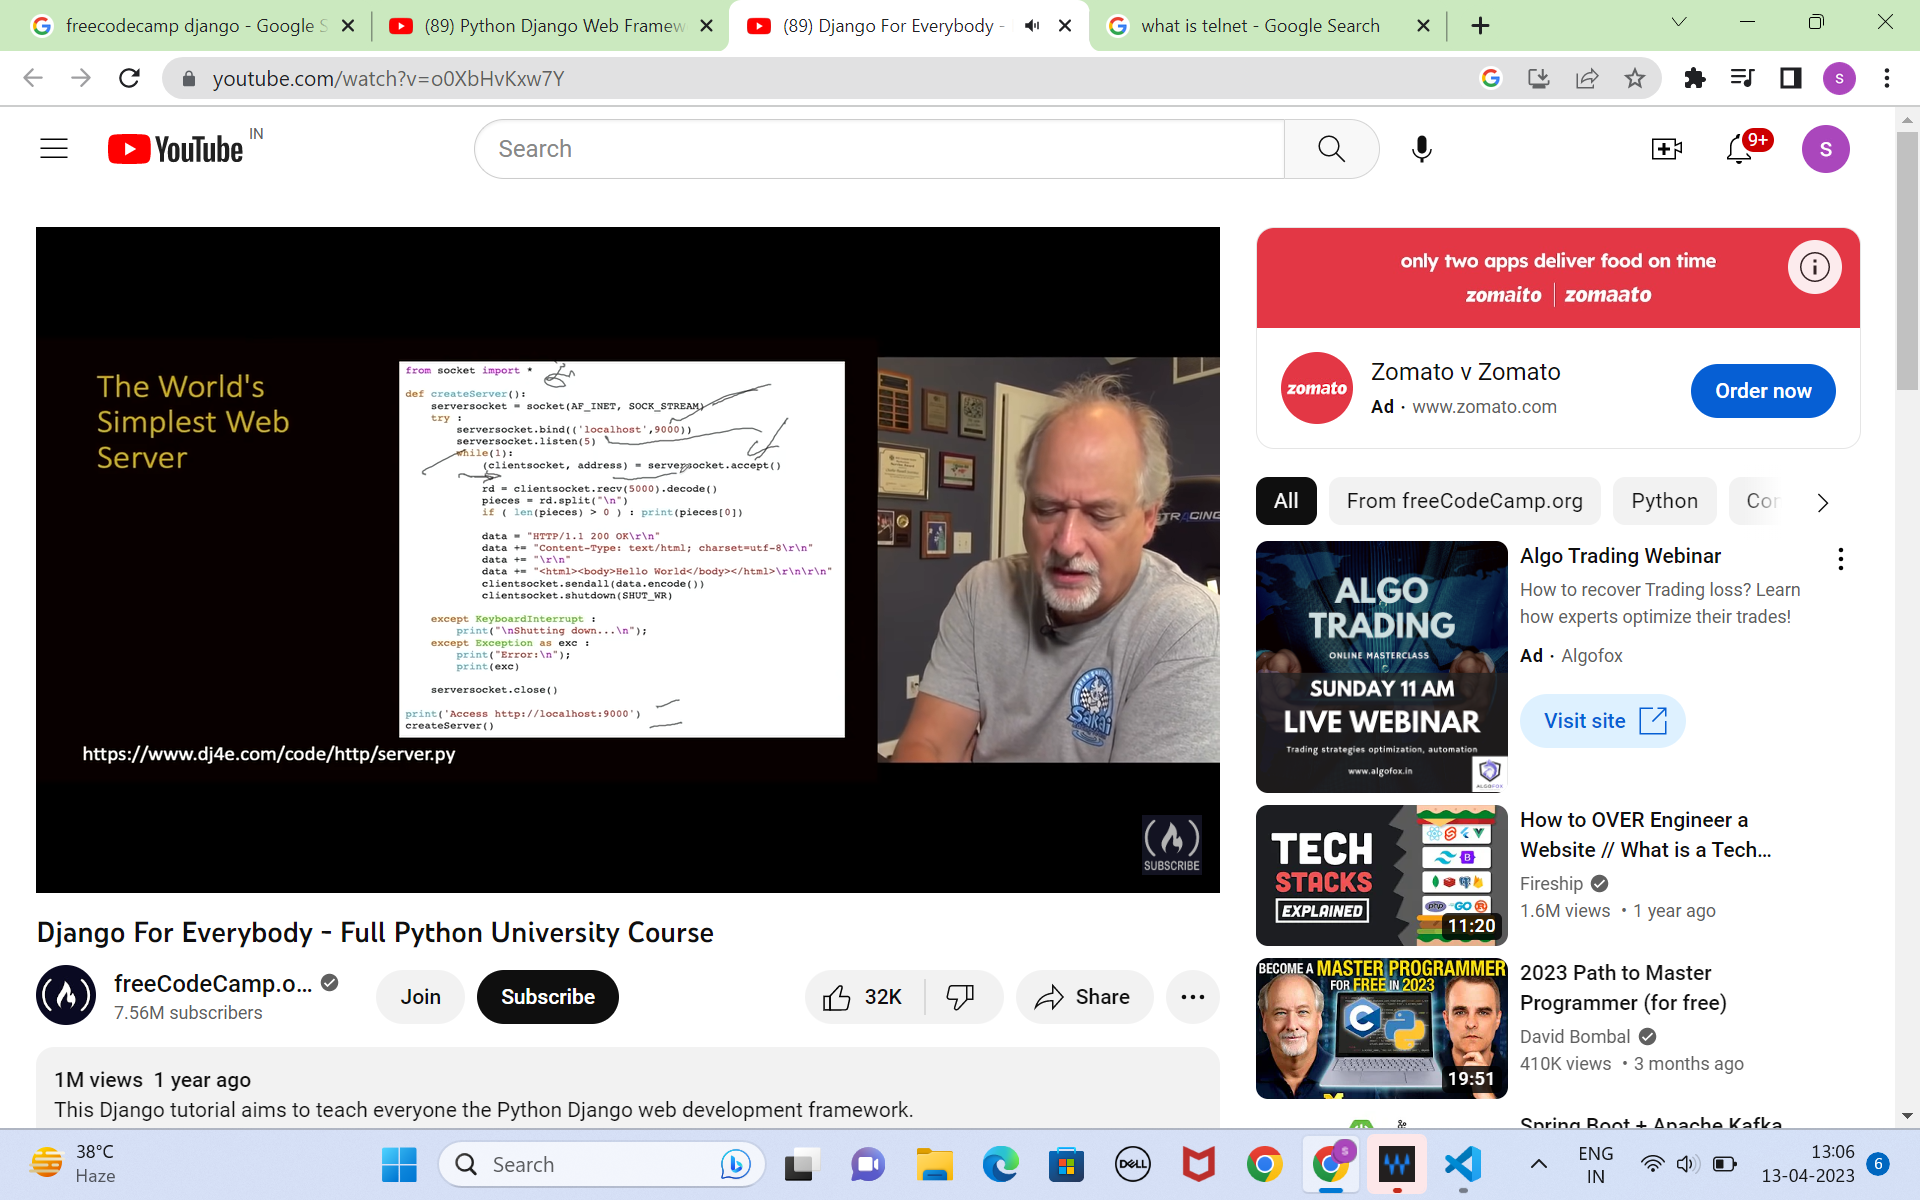 freecodecamp django - Google S
(89) Python Django Web Framew
(89) Django For Everybody -
what is telnet - Google Search
youtube.com/watch?v=o0XbHvKxw7Y
S
YouTube IN
Search
9+
S
The World's
Simplest Web
Server
from socket import *
def createServer():
serversocket = socket(AF_INET, SOCK_STREAM)
try :
serversocket.bind(('localhost',9000))
serversocket.listen(5)
while(1):
(clientsocket, address) = serversocket.accept()
rd = clientsocket.recv(5000).decode()
pieces = rd.split("\n")
if ( len(pieces) > 0 ) : print(pieces[0])
data = "HTTP/1.1 200 OK\r\n"
data += "Content-Type: text/html; charset=utf-8\r\n"
data += "\r\n"
data += "<html><body>Hello World</body></html>\r\n\r\n"
clientsocket.sendall(data.encode())
clientsocket.shutdown(SHUT_WR)
except KeyboardInterrupt :
print("\nShutting down...\n");
except Exception as exc :
print("Error:\n");
print(exc)
serversocket.close()
print('Access http://localhost:9000')
createServer()
https://www.dj4e.com/code/http/server.py
Sakai
SUBSCRIBE
Django For Everybody - Full Python University Course
freeCodeCamp.o...
7.56M subscribers
Join
Subscribe
32K
Share
1M views 1 year ago
This Django tutorial aims to teach everyone the Python Django web development framework.
only two apps deliver food on time
zomaito | zomaato
zomato
Zomato v Zomato
Ad · www.zomato.com
Order now
All
From freeCodeCamp.org
Python
Cor
ALGO
TRADING
ONLINE MASTERCLASS
SUNDAY 11 AM
LIVE WEBINAR
Trading strategies optimization, automation
www.algofox.in
ALGOFOX
Algo Trading Webinar
How to recover Trading loss? Learn
how experts optimize their trades!
Ad · Algofox
Visit site
TECH
STACKS
EXPLAINED
php
GO
11:20
How to OVER Engineer a
Website // What is a Tech...
Fireship
1.6M views • 1 year ago
BECOME A MASTER PROGRAMMER
FOR FREE IN 2023
C
19:51
2023 Path to Master
Programmer (for free)
David Bombal
410K views • 3 months ago
Spring Boot + Apache Kafka
38°C
Haze
Search
DELL
S
ENG
IN
13:06
13-04-2023
6